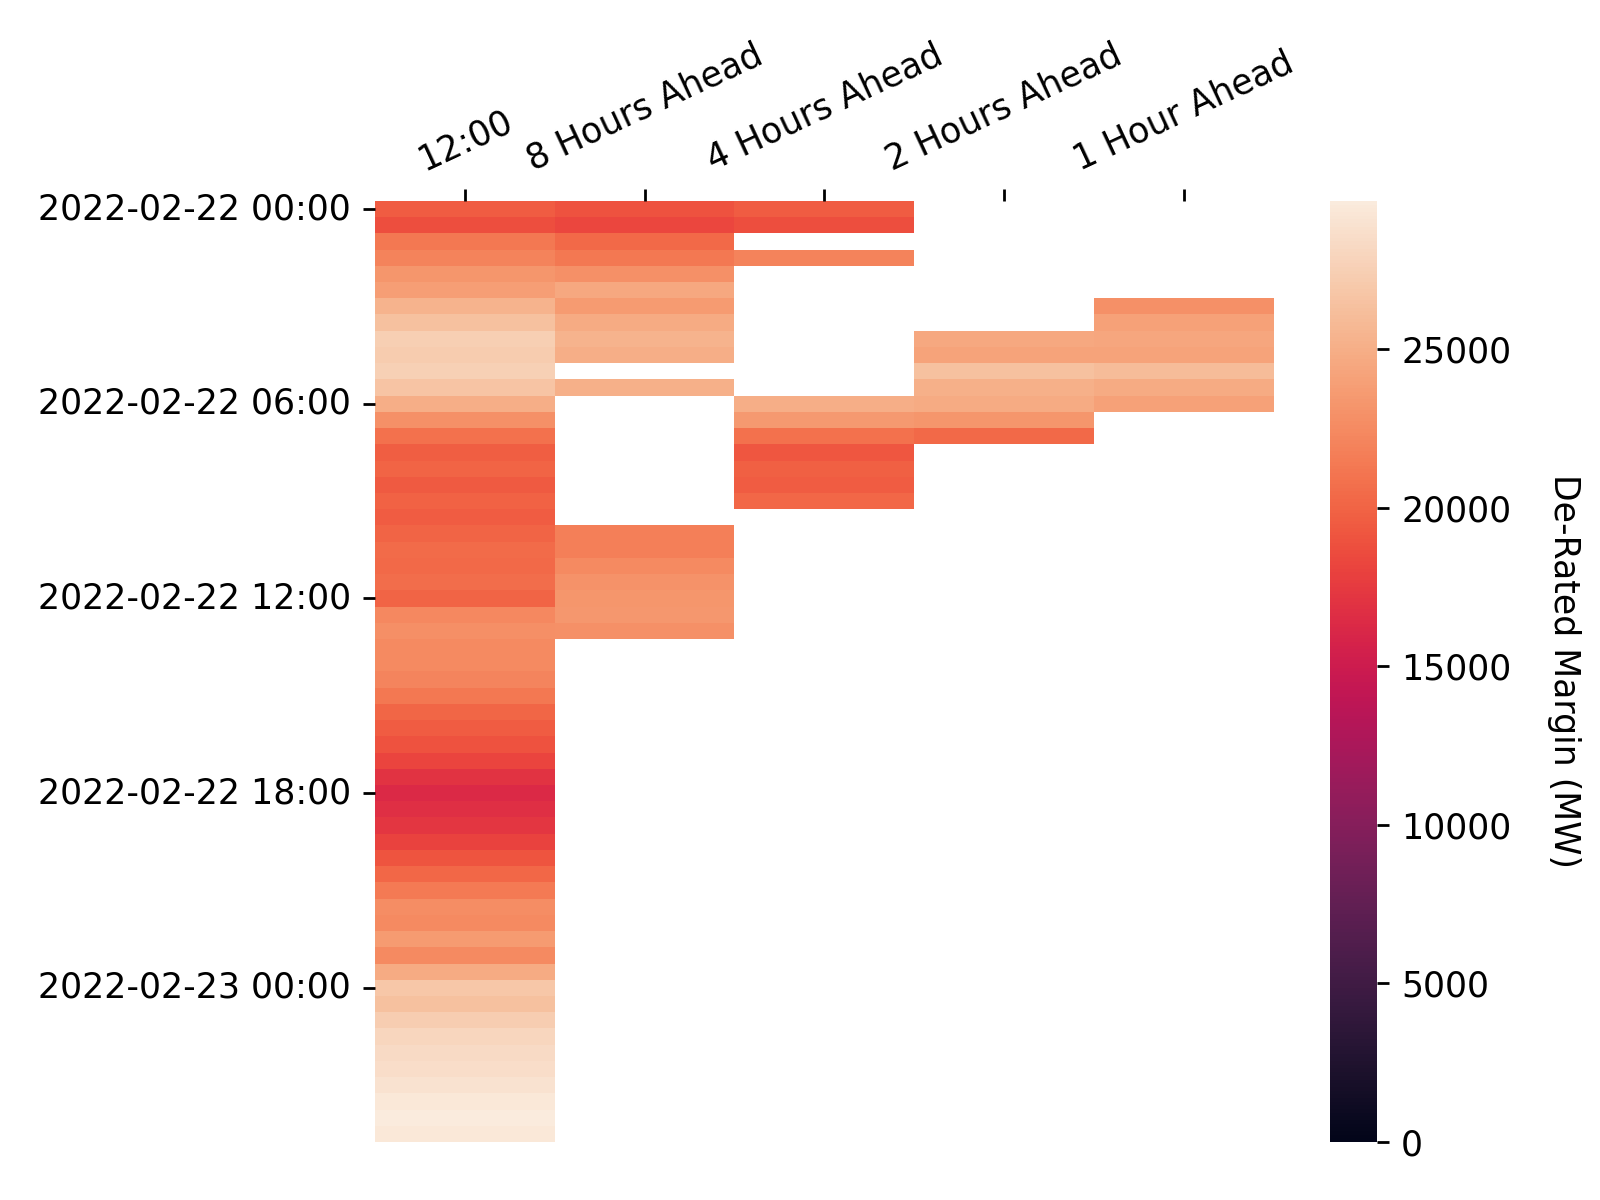 12:00
8 Hours Ahead
4 Hours Ahead
2 Hours Ahead
1 Hour Ahead
2022-02-22 00:00
2022-02-22 06:00
2022-02-22 12:00
2022-02-22 18:00
2022-02-23 00:00
25000
20000
15000
10000
5000
0
De-Rated Margin (MW)